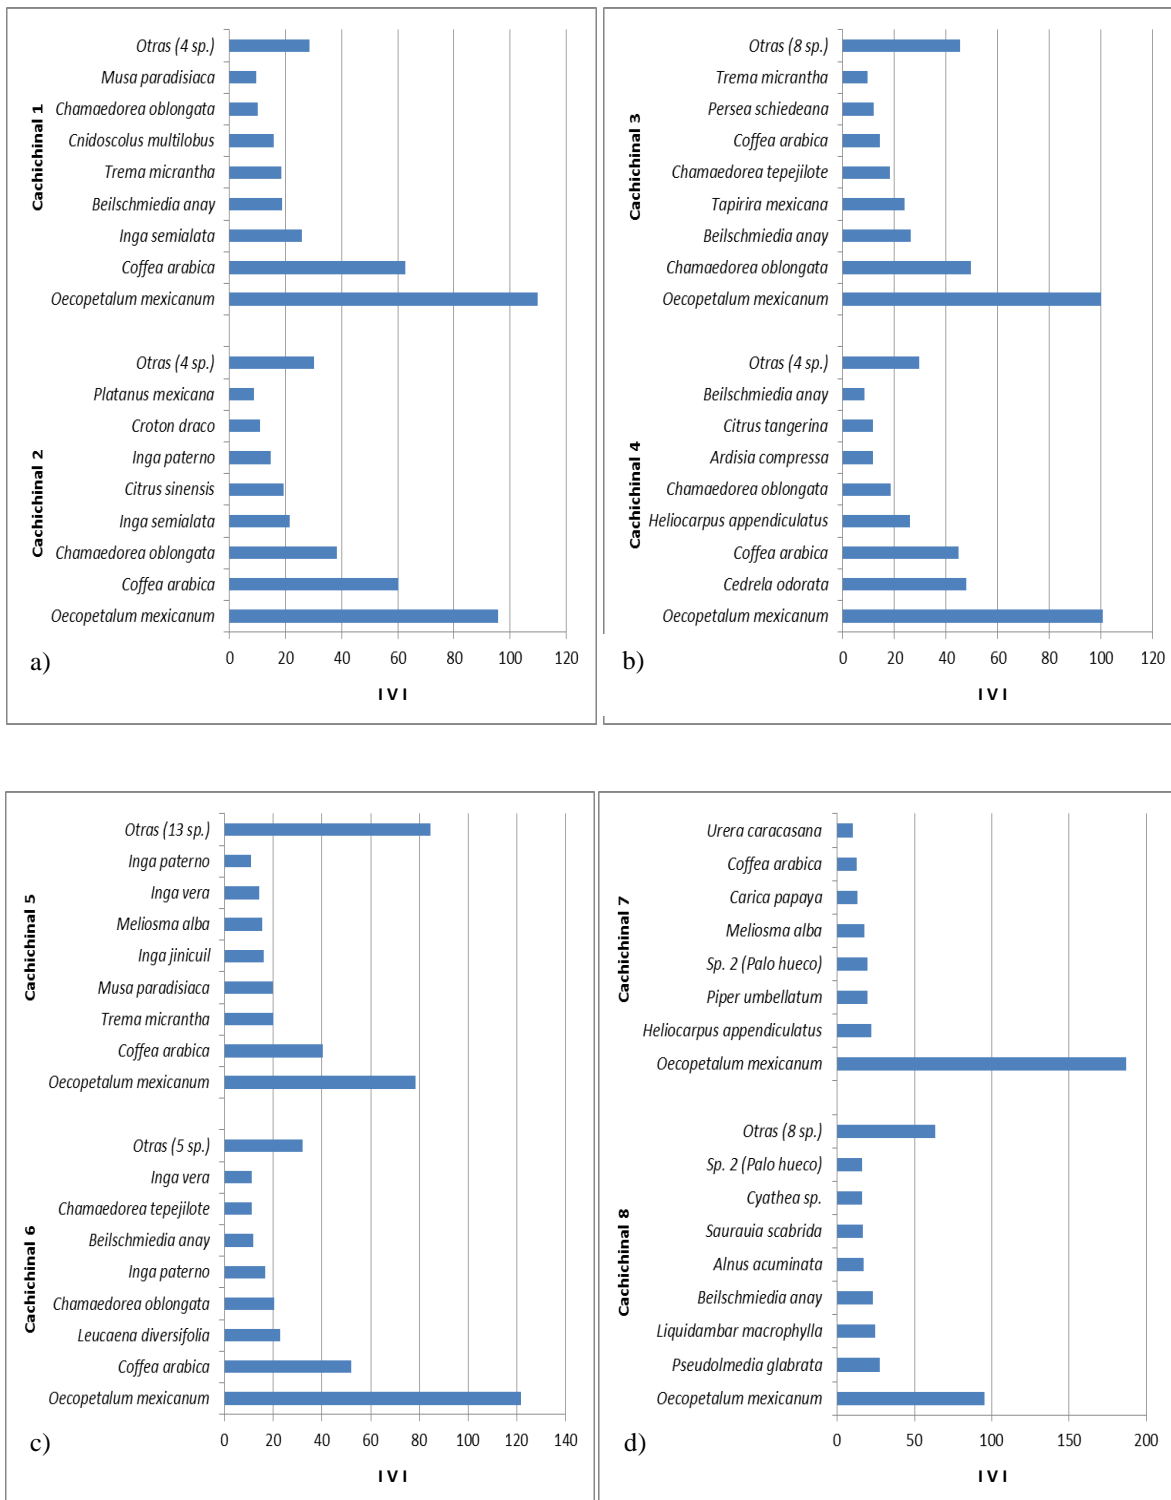 Cachichinal 1
Otras (4 sp.)
Musa paradisiaca
Chamaedorea oblongata
Cnidoscolus multilobus
Trema micrantha
Beilschmiedia anay
Inga semialata
Coffea arabica
Oecopetalum mexicanum
Cachichinal 2
Otras (4 sp.)
Platanus mexicana
Croton draco
Inga paterno
Citrus sinensis
Inga semialata
Chamaedorea oblongata
Coffea arabica
Oecopetalum mexicanum
0 20 40 60 80 100 120
a)
I V I
Cachichinal 3
Otras (8 sp.)
Trema micrantha
Persea schiedeana
Coffea arabica
Chamaedorea tepejilote
Tapirira mexicana
Beilschmiedia anay
Chamaedorea oblongata
Oecopetalum mexicanum
Cachichinal 4
Otras (4 sp.)
Beilschmiedia anay
Citrus tangerina
Ardisia compressa
Chamaedorea oblongata
Heliocarpus appendiculatus
Coffea arabica
Cedrela odorata
Oecopetalum mexicanum
0 20 40 60 80 100 120
b)
I V I
Cachichinal 5
Otras (13 sp.)
Inga paterno
Inga vera
Meliosma alba
Inga jinicuil
Musa paradisiaca
Trema micrantha
Coffea arabica
Oecopetalum mexicanum
Cachichinal 6
Otras (5 sp.)
Inga vera
Chamaedorea tepejilote
Beilschmiedia anay
Inga paterno
Chamaedorea oblongata
Leucaena diversifolia
Coffea arabica
Oecopetalum mexicanum
0 20 40 60 80 100 120 140
c)
I V I
Cachichinal 7
Urera caracasana
Coffea arabica
Carica papaya
Meliosma alba
Sp. 2 (Palo hueco)
Piper umbellatum
Heliocarpus appendiculatus
Oecopetalum mexicanum
Cachichinal 8
Otras (8 sp.)
Sp. 2 (Palo hueco)
Cyathea sp.
Saurauia scabrida
Alnus acuminata
Beilschmiedia anay
Liquidambar macrophylla
Pseudolmedia glabrata
Oecopetalum mexicanum
0 50 100 150 200
d)
I V I